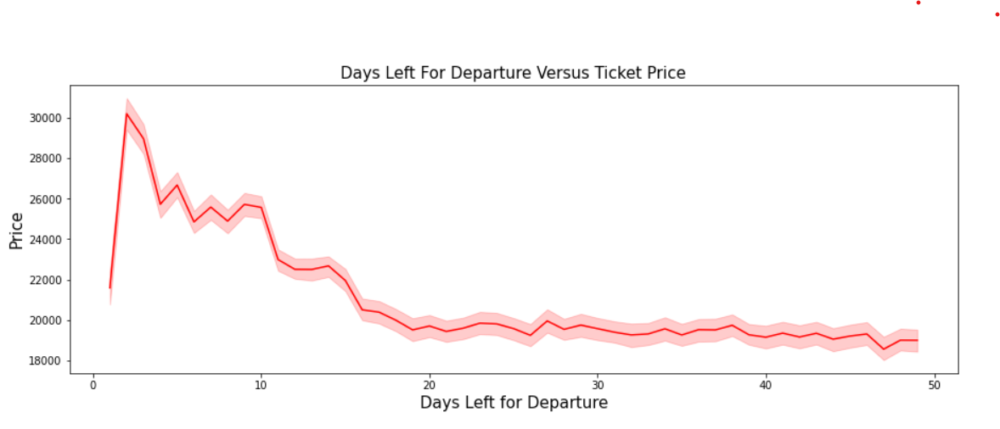 Days Left For Departure Versus Ticket Price
30000
28000
26000
24000
22000
20000
18000
Price
0 10 20 30 40 50
Days Left for Departure